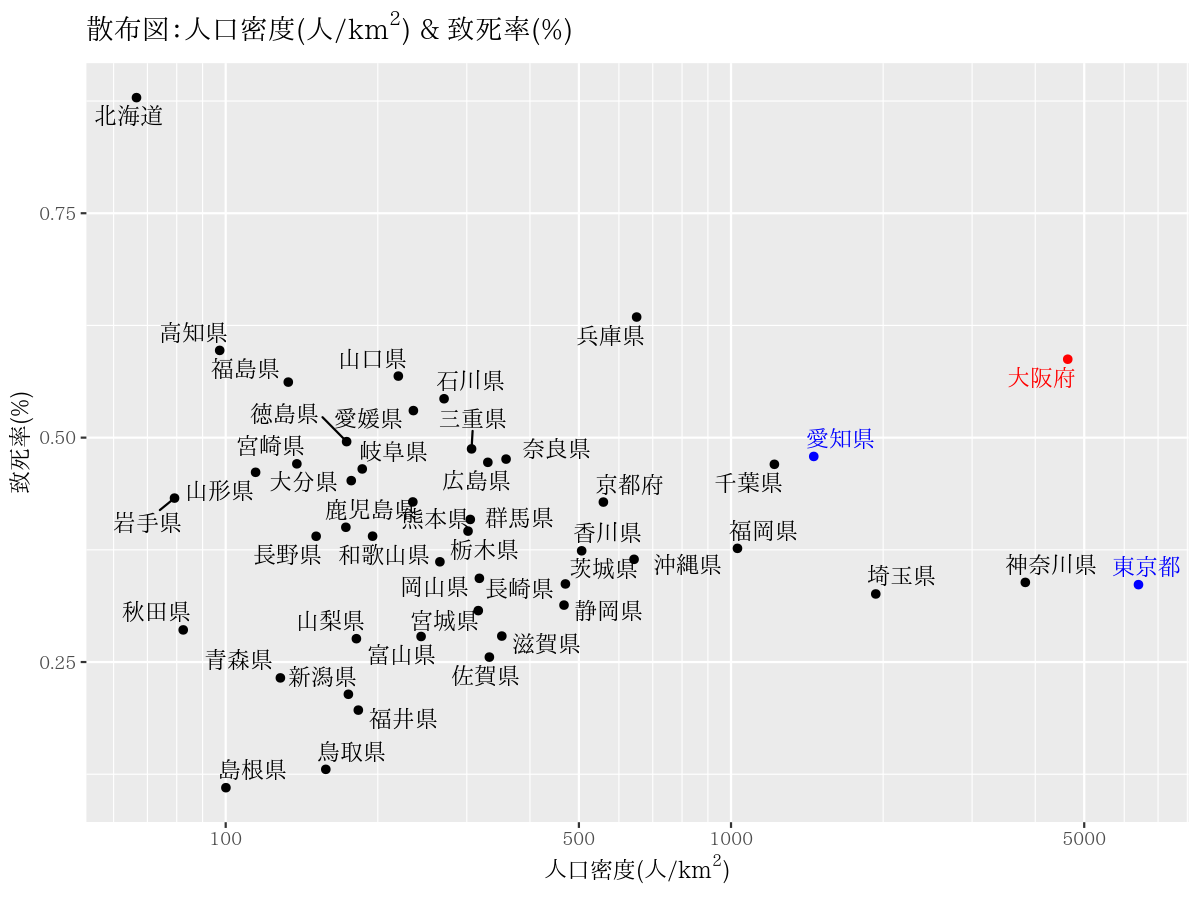 散布図:人口密度(人/km²) & 致死率(%)
北海道
0.75
高知県
兵庫県
福島県
山口県
大阪府
石川県
徳島県
愛媛県
三重県
致死率(%)
0.50
宮崎県
岐阜県
奈良県
愛知県
山形県
大分県
広島県
京都府
千葉県
岩手県
鹿児島県
熊本県
群馬県
香川県
福岡県
長野県
和歌山県
栃木県
茨城県
沖縄県
埼玉県
神奈川県
東京都
岡山県
長崎県
静岡県
秋田県
山梨県
宮城県
滋賀県
0.25
青森県
富山県
佐賀県
新潟県
福井県
鳥取県
島根県
100
500
1000
5000
人口密度(人/km²)